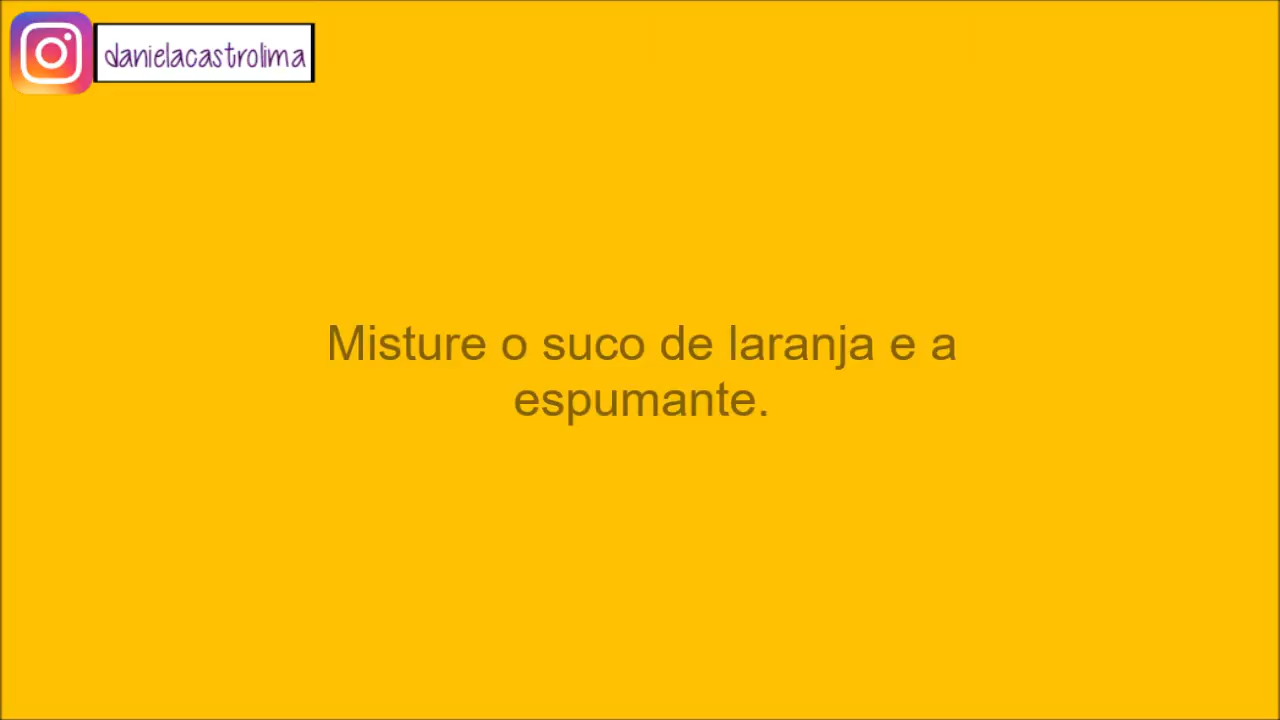 danielacastrolima
Misture o suco de laranja e a
espumante.